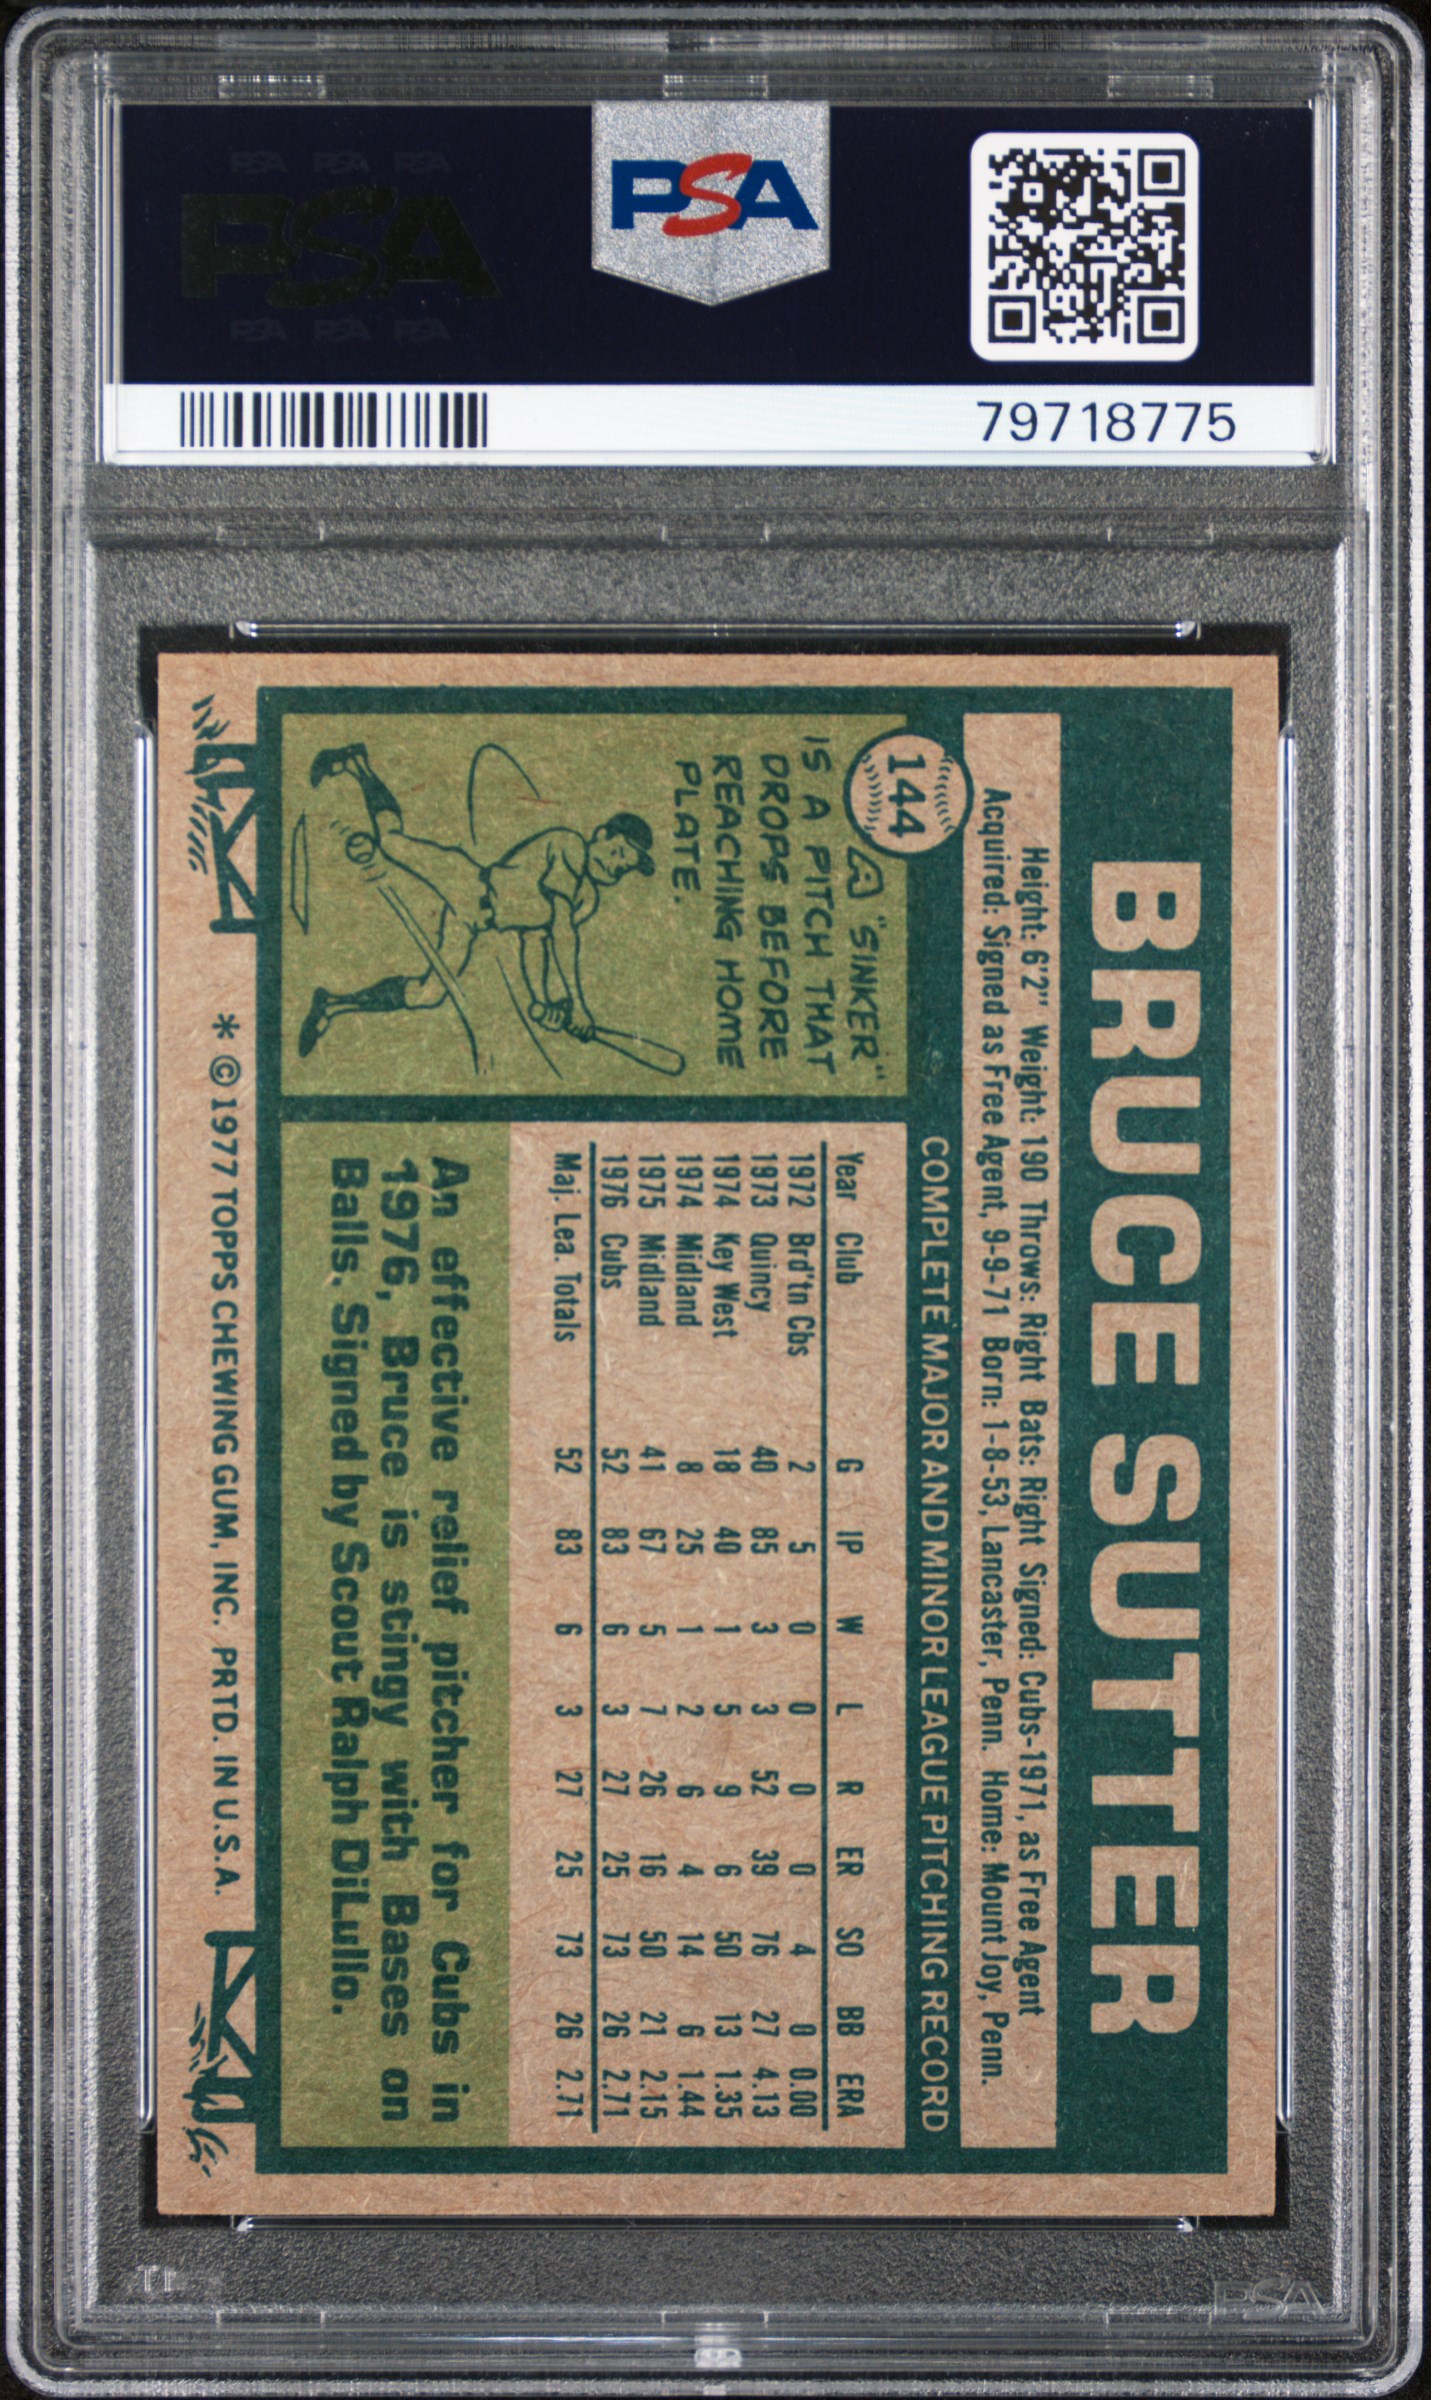 PSA PSA PSA
PSA
PSA PSA PSA
PSA
79718775
BRUCE SUTTER
Height: 6'2" Weight: 190 Throws: Right Bats: Right Signed: Cubs-1971, as Free Agent
Acquired: Signed as Free Agent, 9-9-71 Born: 1-8-53, Lancaster, Penn. Home: Mount Joy, Penn.
144
A "SINKER"
IS A PITCH THAT
DROPS BEFORE
REACHING HOME
PLATE.
COMPLETE MAJOR AND MINOR LEAGUE PITCHING RECORD
Year Club G IP W L R ER SO BB ERA
1972 Brd'tn Cbs 2 5 0 0 0 0 4 0 0.00
1973 Quincy 40 85 3 3 52 39 76 27 4.13
1974 Key West 18 40 1 5 9 6 50 13 1.35
1974 Midland 8 25 1 2 6 4 14 6 1.44
1975 Midland 41 67 5 7 26 16 50 21 2.15
1976 Cubs 52 83 6 3 27 25 73 26 2.71
Maj. Lea. Totals 52 83 6 3 27 25 73 26 2.71
An effective relief pitcher for Cubs in
1976, Bruce is stingy with Bases on
Balls. Signed by Scout Ralph DiLullo.
* © 1977 TOPPS CHEWING GUM, INC. PRTD. IN U.S.A.
PSA